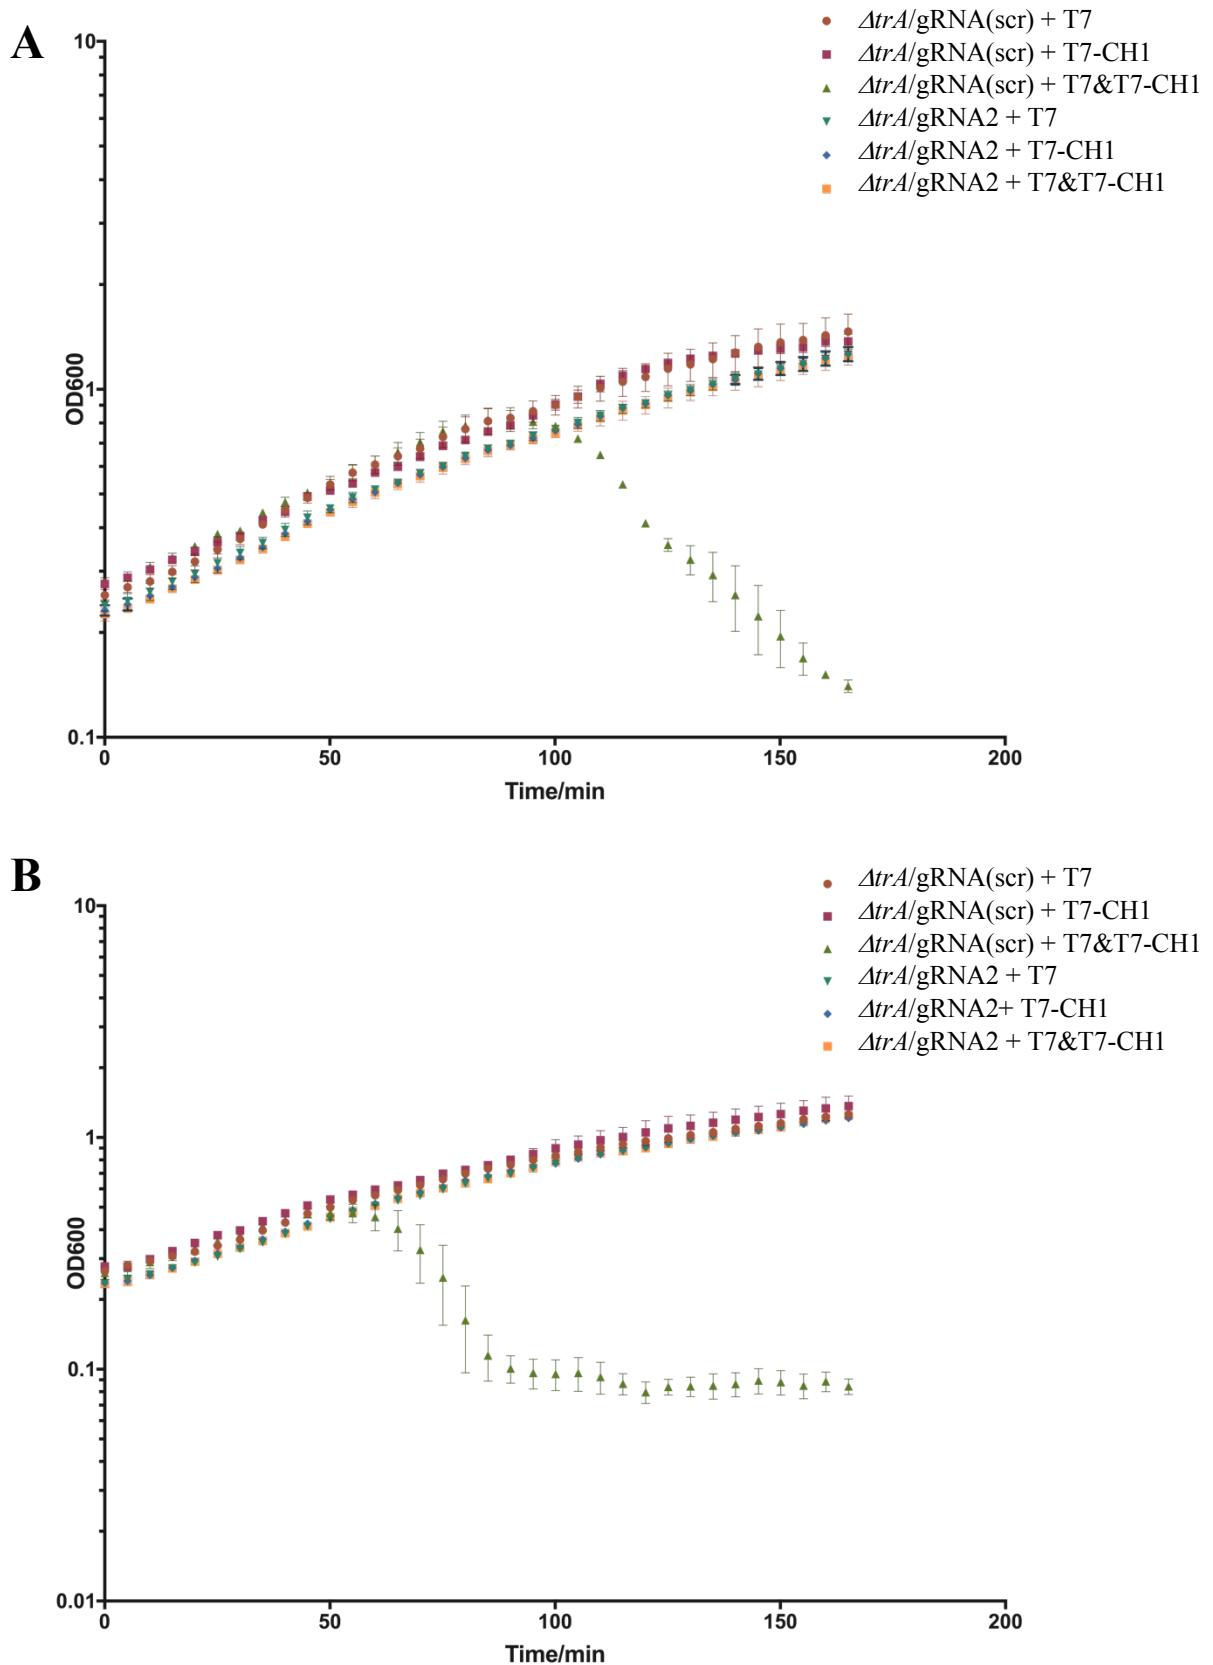 A
ΔtrA/gRNA(scr) + T7
ΔtrA/gRNA(scr) + T7-CH1
ΔtrA/gRNA(scr) + T7&T7-CH1
ΔtrA/gRNA2 + T7
ΔtrA/gRNA2 + T7-CH1
ΔtrA/gRNA2 + T7&T7-CH1
10
1
0.1
OD600
0 50 100 150 200
Time/min
B
ΔtrA/gRNA(scr) + T7
ΔtrA/gRNA(scr) + T7-CH1
ΔtrA/gRNA(scr) + T7&T7-CH1
ΔtrA/gRNA2 + T7
ΔtrA/gRNA2+ T7-CH1
ΔtrA/gRNA2 + T7&T7-CH1
10
1
0.1
0.01
OD600
0 50 100 150 200
Time/min